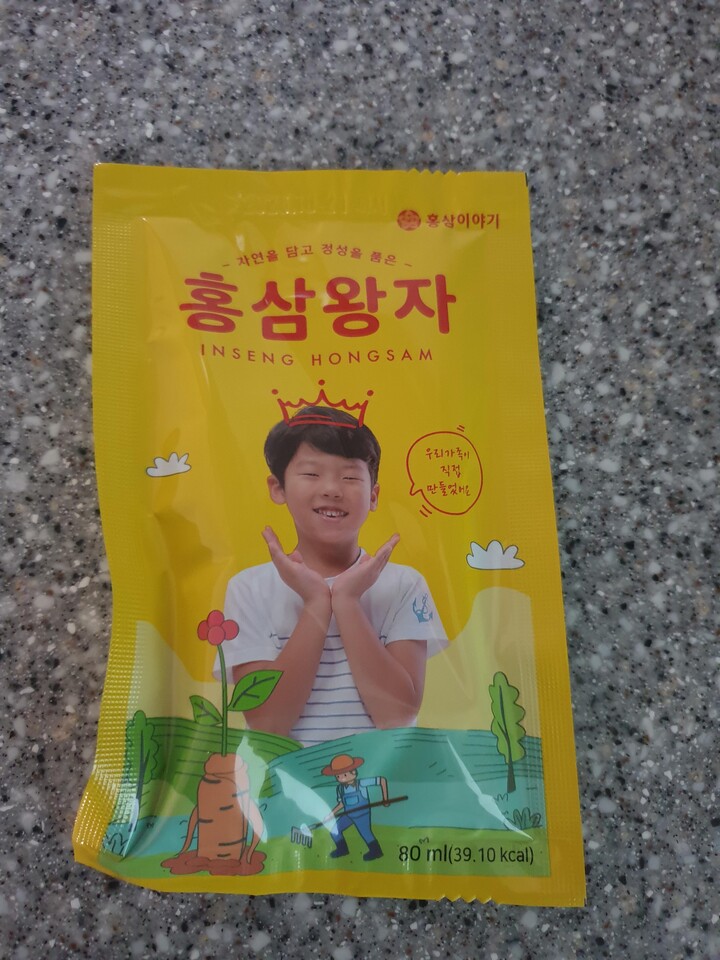 홍삼이야기
- 자연을 담고 정성을 품은 -
홍삼왕자
INSENG HONGSAM
우리가족이
직접
만들었어요
80 ml(39.10 kcal)